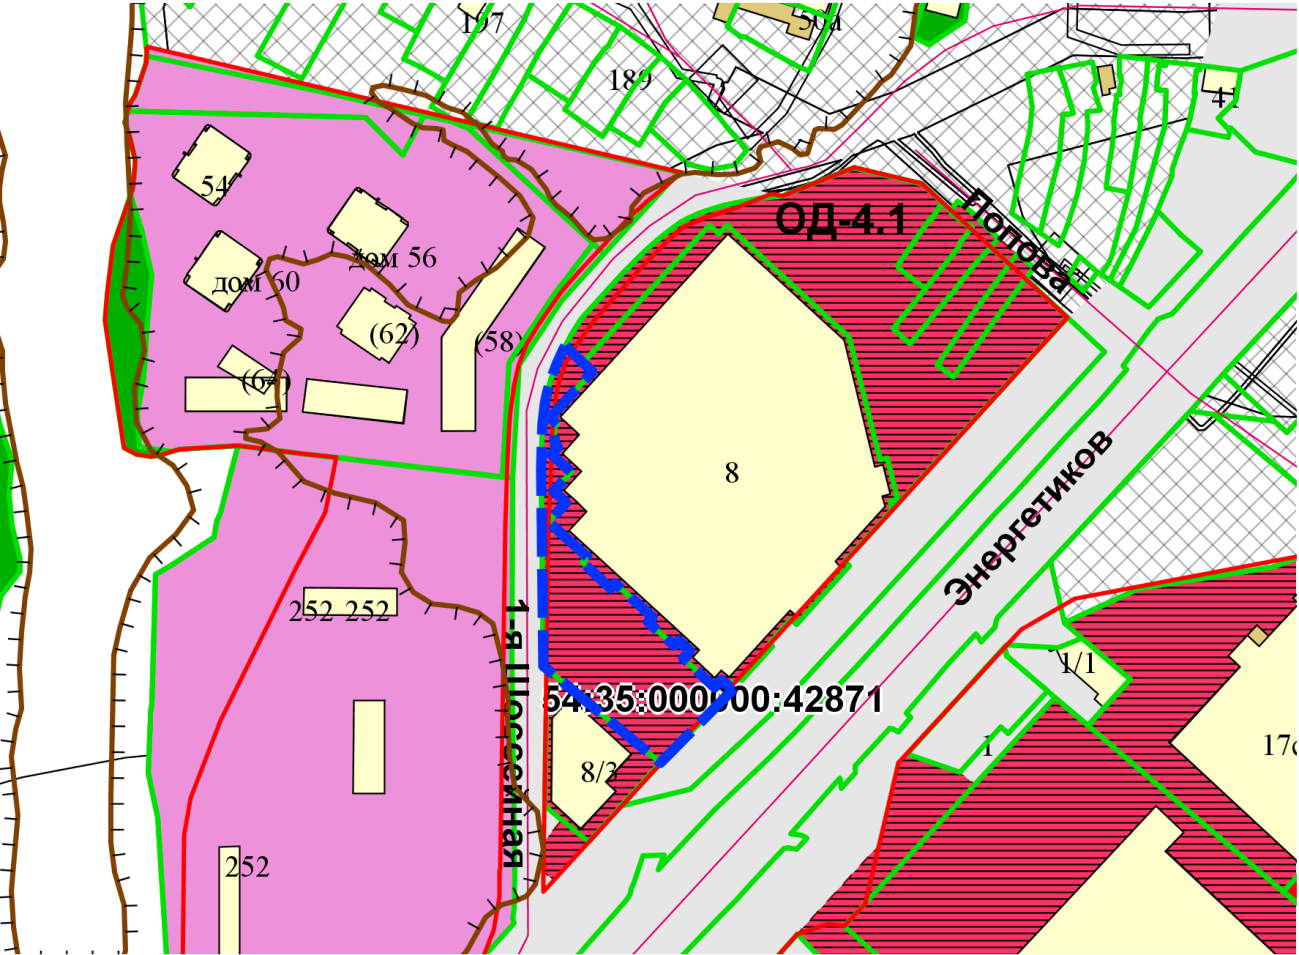 197
50а
189
41
54
ОД-4.1
Попова
дом 56
дом 60
(62)
(58)
(64)
8
Энергетиков
252 252
1-я Шоссейная
1/1
54:35:000000:42871
1
8/3
252